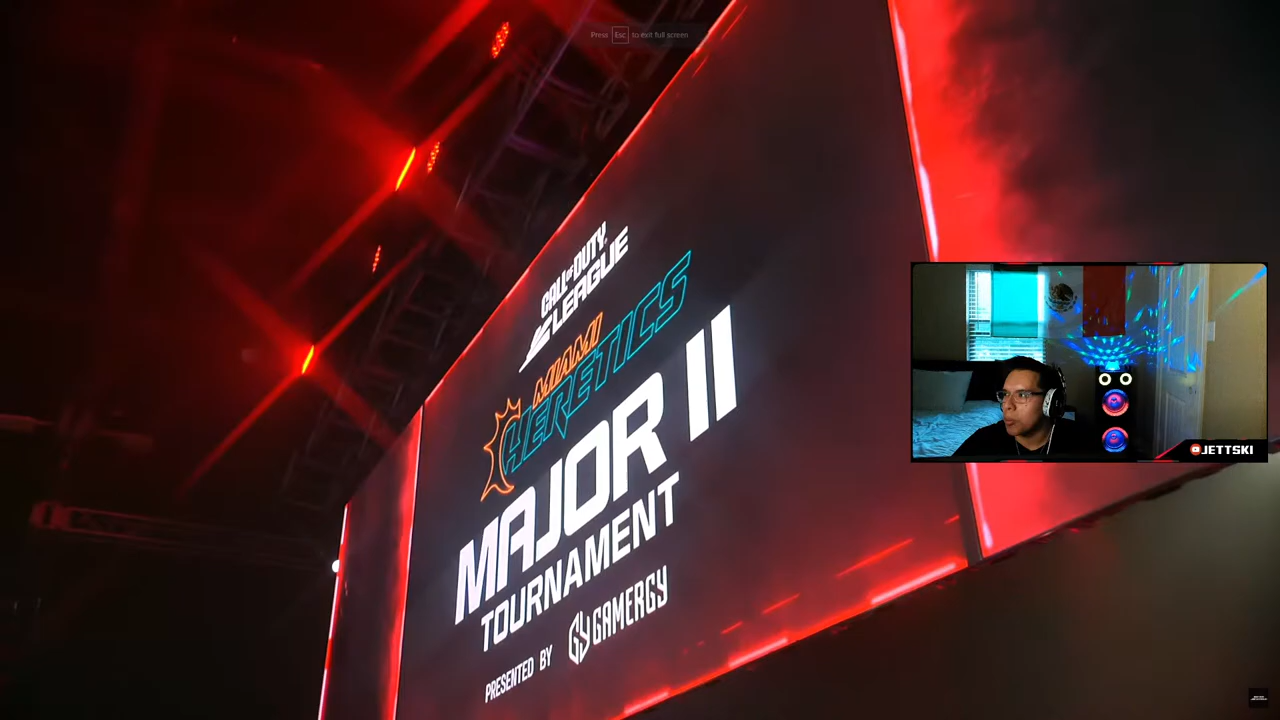 Press Esc to exit full screen
CALL OF DUTY
LEAGUE
MIAMI
HERETICS
MAJOR II
TOURNAMENT
PRESENTED BY GAMERGY
JETTSKI